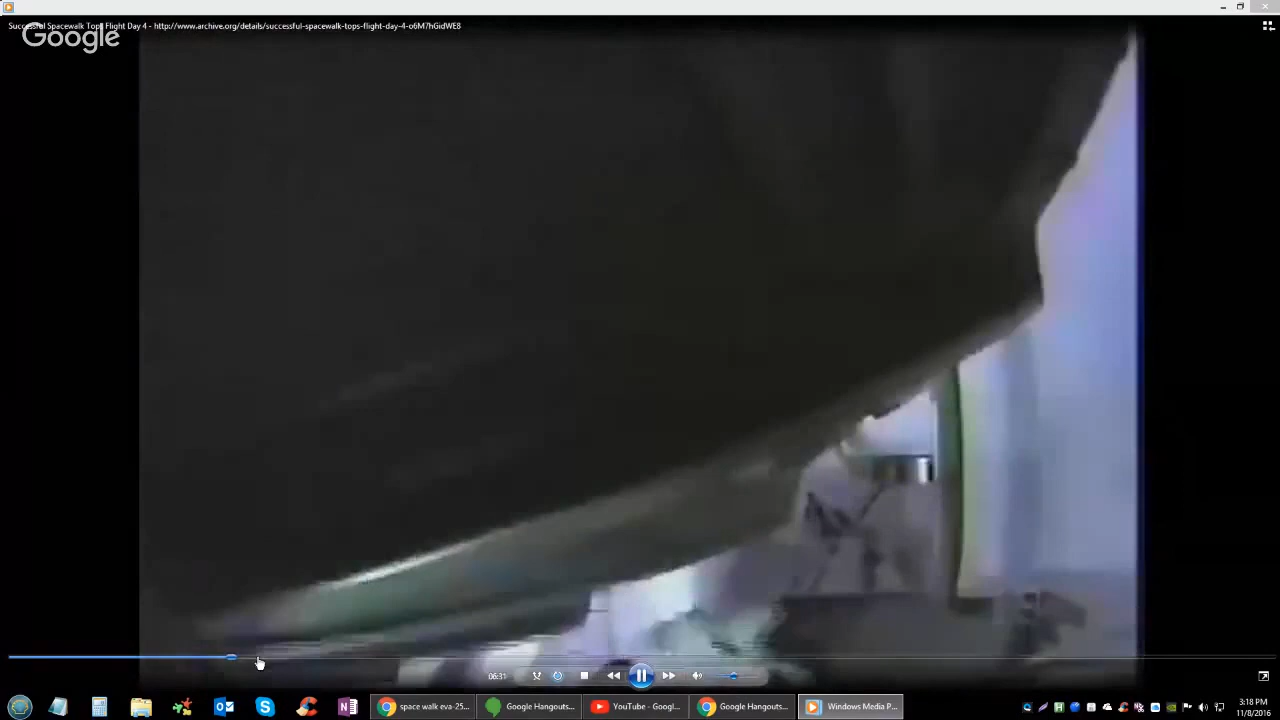 Successful Spacewalk Tops Flight Day 4 - http://www.archive.org/details/successful-spacewalk-tops-flight-day-4-o6M7hGidWE8
Google
06:31
space walk eva-25...
Google Hangouts...
YouTube - Googl...
Google Hangouts...
Windows Media P...
3:18 PM
11/8/2016